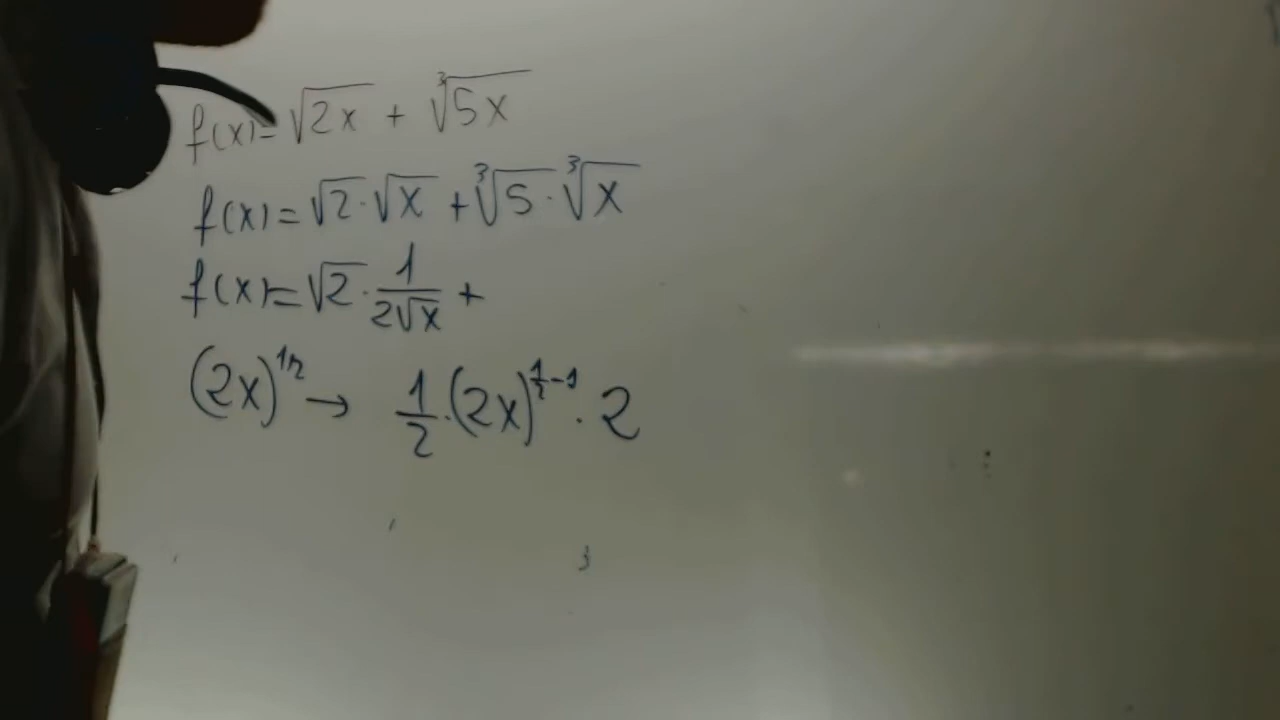 f(x) = √2x + ∛5x
f(x) = √2 · √x + ∛5 · ∛x
f(x) = √2 · 1/(2√x) +
(2x)^1/2 → 1/2 · (2x)^(1/2 - 1) · 2